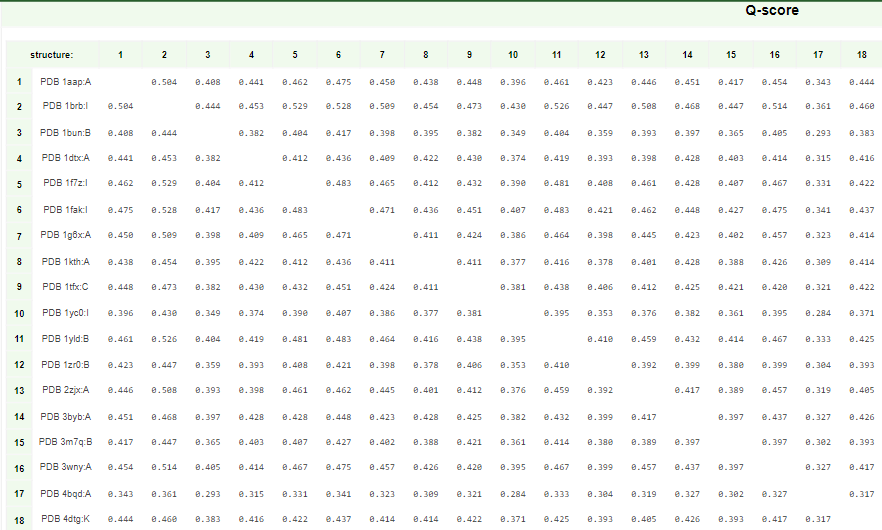 Q-score
structure: 1 2 3 4 5 6 7 8 9 10 11 12 13 14 15 16 17 18
1 PDB 1aap:A 0.504 0.408 0.441 0.462 0.475 0.450 0.438 0.448 0.396 0.461 0.423 0.446 0.451 0.417 0.454 0.343 0.444
2 PDB 1brb:I 0.504 0.444 0.453 0.529 0.528 0.509 0.454 0.473 0.430 0.526 0.447 0.508 0.468 0.447 0.514 0.361 0.460
3 PDB 1bun:B 0.408 0.444 0.382 0.404 0.417 0.398 0.395 0.382 0.349 0.404 0.359 0.393 0.397 0.365 0.405 0.293 0.383
4 PDB 1dtx:A 0.441 0.453 0.382 0.412 0.436 0.409 0.422 0.430 0.374 0.419 0.393 0.398 0.428 0.403 0.414 0.315 0.416
5 PDB 1f7z:I 0.462 0.529 0.404 0.412 0.483 0.465 0.412 0.432 0.390 0.481 0.408 0.461 0.428 0.407 0.467 0.331 0.422
6 PDB 1fak:I 0.475 0.528 0.417 0.436 0.483 0.471 0.436 0.451 0.407 0.483 0.421 0.462 0.448 0.427 0.475 0.341 0.437
7 PDB 1g6x:A 0.450 0.509 0.398 0.409 0.465 0.471 0.411 0.424 0.386 0.464 0.398 0.445 0.423 0.402 0.457 0.323 0.414
8 PDB 1kth:A 0.438 0.454 0.395 0.422 0.412 0.436 0.411 0.411 0.377 0.416 0.378 0.401 0.428 0.388 0.426 0.309 0.414
9 PDB 1tfx:C 0.448 0.473 0.382 0.430 0.432 0.451 0.424 0.411 0.381 0.438 0.406 0.412 0.425 0.421 0.420 0.321 0.422
10 PDB 1yc0:I 0.396 0.430 0.349 0.374 0.390 0.407 0.386 0.377 0.381 0.395 0.353 0.376 0.382 0.361 0.395 0.284 0.371
11 PDB 1yld:B 0.461 0.526 0.404 0.419 0.481 0.483 0.464 0.416 0.438 0.395 0.410 0.459 0.432 0.414 0.467 0.333 0.425
12 PDB 1zr0:B 0.423 0.447 0.359 0.393 0.408 0.421 0.398 0.378 0.406 0.353 0.410 0.392 0.399 0.380 0.399 0.304 0.393
13 PDB 2zjx:A 0.446 0.508 0.393 0.398 0.461 0.462 0.445 0.401 0.412 0.376 0.459 0.392 0.417 0.389 0.457 0.319 0.405
14 PDB 3byb:A 0.451 0.468 0.397 0.428 0.428 0.448 0.423 0.428 0.425 0.382 0.432 0.399 0.417 0.397 0.437 0.327 0.426
15 PDB 3m7q:B 0.417 0.447 0.365 0.403 0.407 0.427 0.402 0.388 0.421 0.361 0.414 0.380 0.389 0.397 0.397 0.302 0.393
16 PDB 3wny:A 0.454 0.514 0.405 0.414 0.467 0.475 0.457 0.426 0.420 0.395 0.467 0.399 0.457 0.437 0.397 0.327 0.417
17 PDB 4bqd:A 0.343 0.361 0.293 0.315 0.331 0.341 0.323 0.309 0.321 0.284 0.333 0.304 0.319 0.327 0.302 0.327 0.317
18 PDB 4dtg:K 0.444 0.460 0.383 0.416 0.422 0.437 0.414 0.414 0.422 0.371 0.425 0.393 0.405 0.426 0.393 0.417 0.317